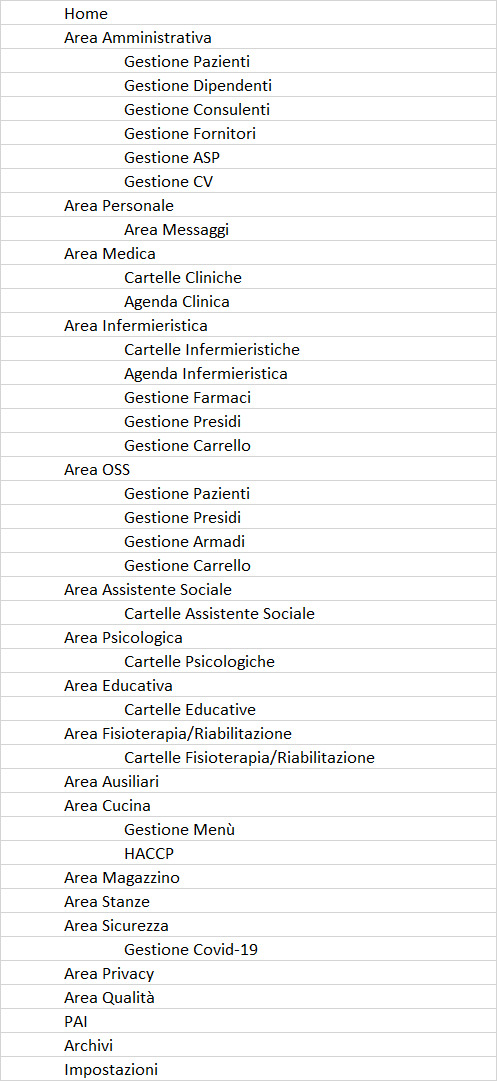 Home
Area Amministrativa
Gestione Pazienti
Gestione Dipendenti
Gestione Consulenti
Gestione Fornitori
Gestione ASP
Gestione CV
Area Personale
Area Messaggi
Area Medica
Cartelle Cliniche
Agenda Clinica
Area Infermieristica
Cartelle Infermieristiche
Agenda Infermieristica
Gestione Farmaci
Gestione Presidi
Gestione Carrello
Area OSS
Gestione Pazienti
Gestione Presidi
Gestione Armadi
Gestione Carrello
Area Assistente Sociale
Cartelle Assistente Sociale
Area Psicologica
Cartelle Psicologiche
Area Educativa
Cartelle Educative
Area Fisioterapia/Riabilitazione
Cartelle Fisioterapia/Riabilitazione
Area Ausiliari
Area Cucina
Gestione Menù
HACCP
Area Magazzino
Area Stanze
Area Sicurezza
Gestione Covid-19
Area Privacy
Area Qualità
PAI
Archivi
Impostazioni